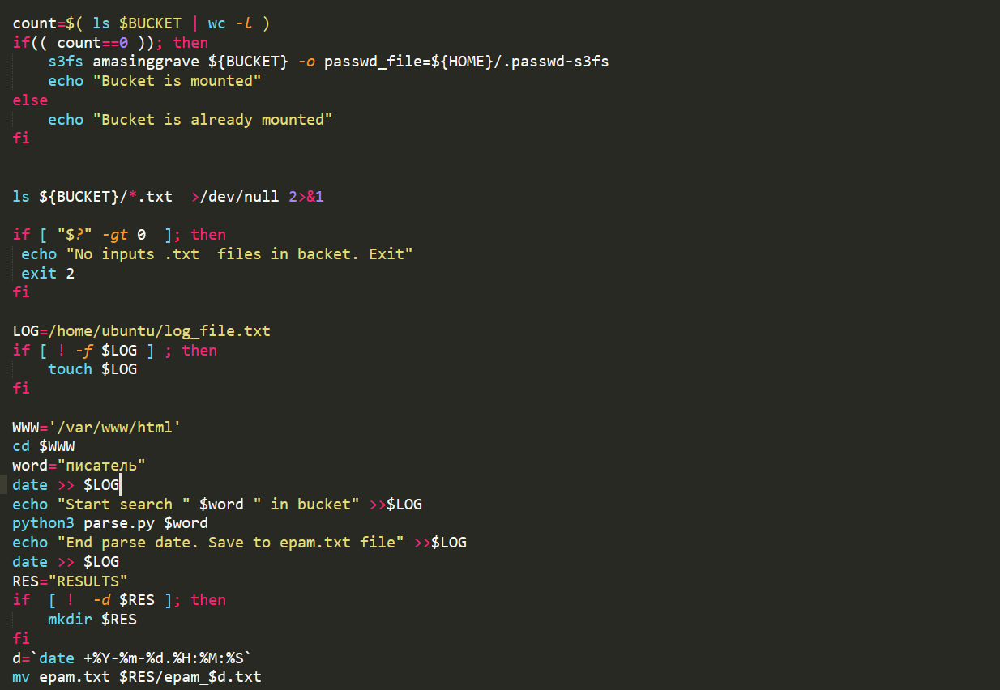 count=$( ls $BUCKET | wc -l )
if(( count==0 )); then
    s3fs amasinggrave ${BUCKET} -o passwd_file=${HOME}/.passwd-s3fs
    echo "Bucket is mounted"
else
    echo "Bucket is already mounted"
fi
ls ${BUCKET}/*.txt  >/dev/null 2>&1
if [ "$?" -gt 0  ]; then
 echo "No inputs .txt  files in backet. Exit"
 exit 2
fi
LOG=/home/ubuntu/log_file.txt
if [ ! -f $LOG ] ; then
    touch $LOG
fi
WWW='/var/www/html'
cd $WWW
word="писатель"
date >> $LOG
echo "Start search " $word " in bucket" >>$LOG
python3 parse.py $word
echo "End parse date. Save to epam.txt file" >>$LOG
date >> $LOG
RES="RESULTS"
if  [ !  -d $RES ]; then
    mkdir $RES
fi
d=`date +%Y-%m-%d.%H:%M:%S`
mv epam.txt $RES/epam_$d.txt